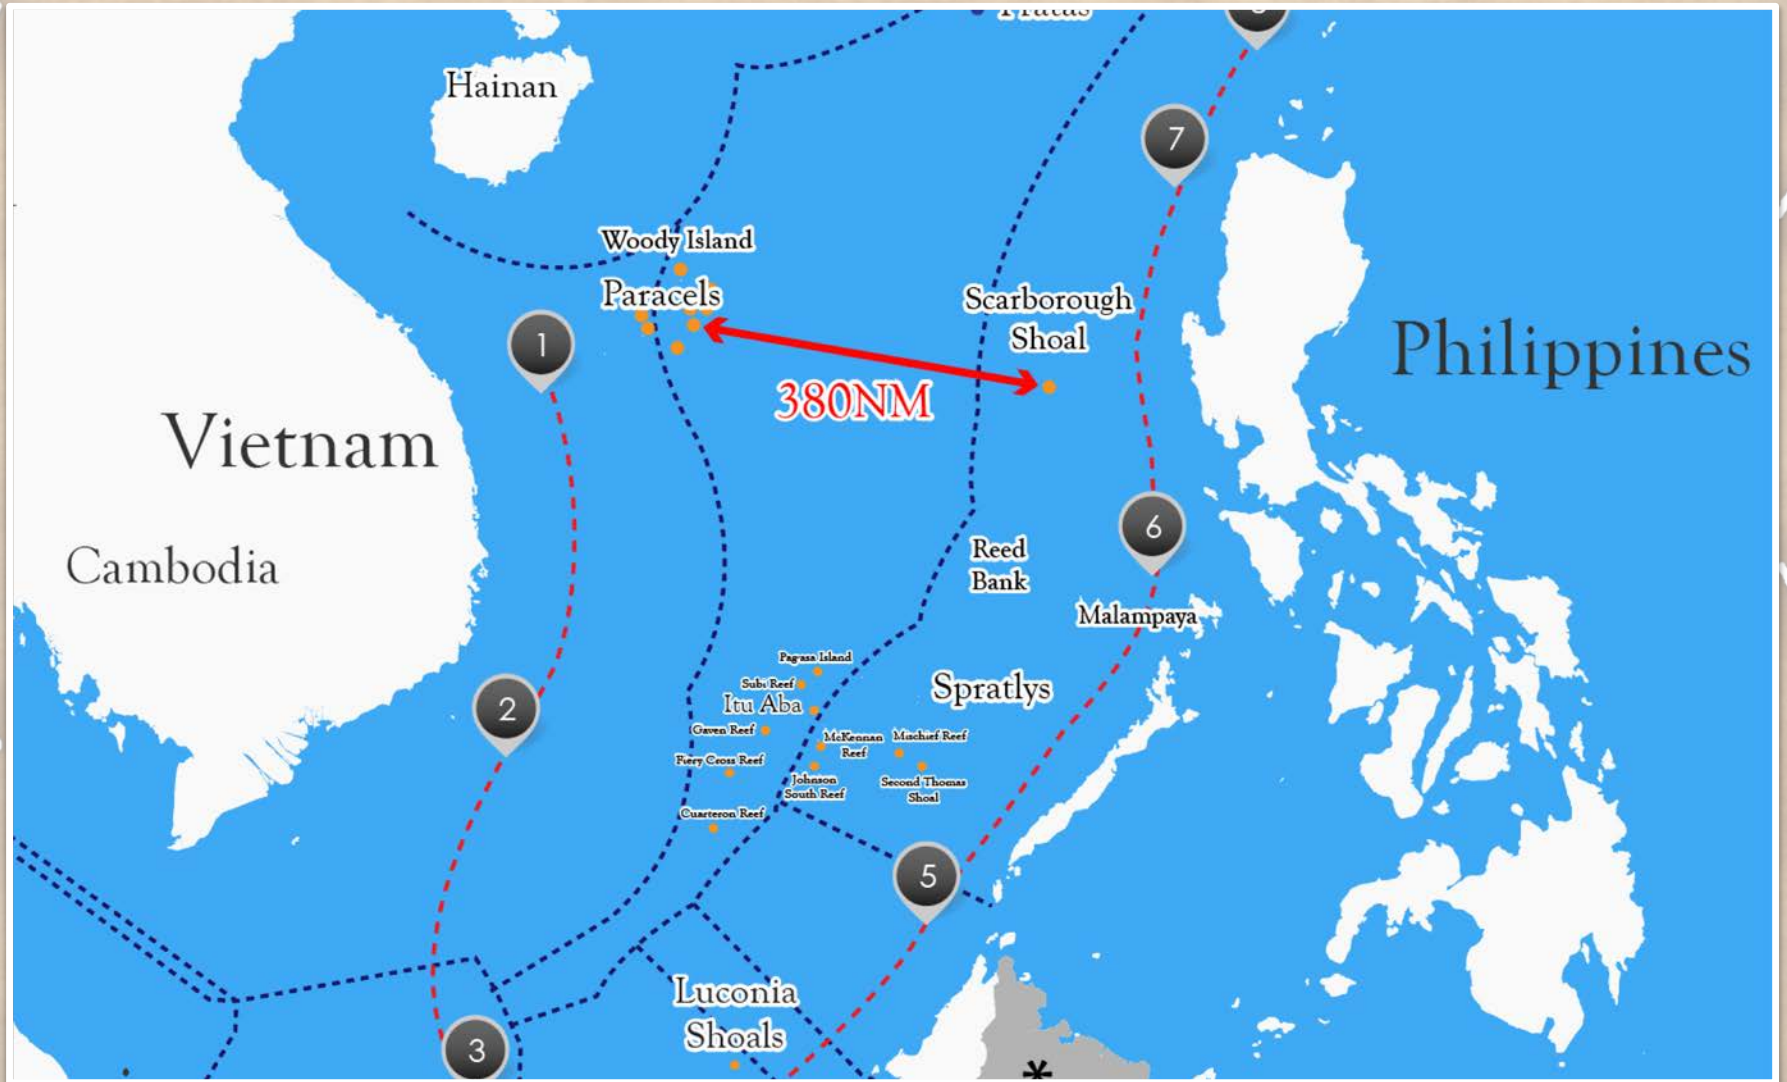 Pratas
8
Hainan
7
Woody Island
Paracels
Scarborough
Shoal
1
Philippines
380NM
Vietnam
6
Cambodia
Reed
Bank
Malampaya
Pag-asa Island
Subi Reef
Spratlys
Itu Aba
2
Gaven Reef
McKennan
Reef
Mischief Reef
Fiery Cross Reef
Johnson
South Reef
Second Thomas
Shoal
Cuarteron Reef
5
Luconia
Shoals
3
*